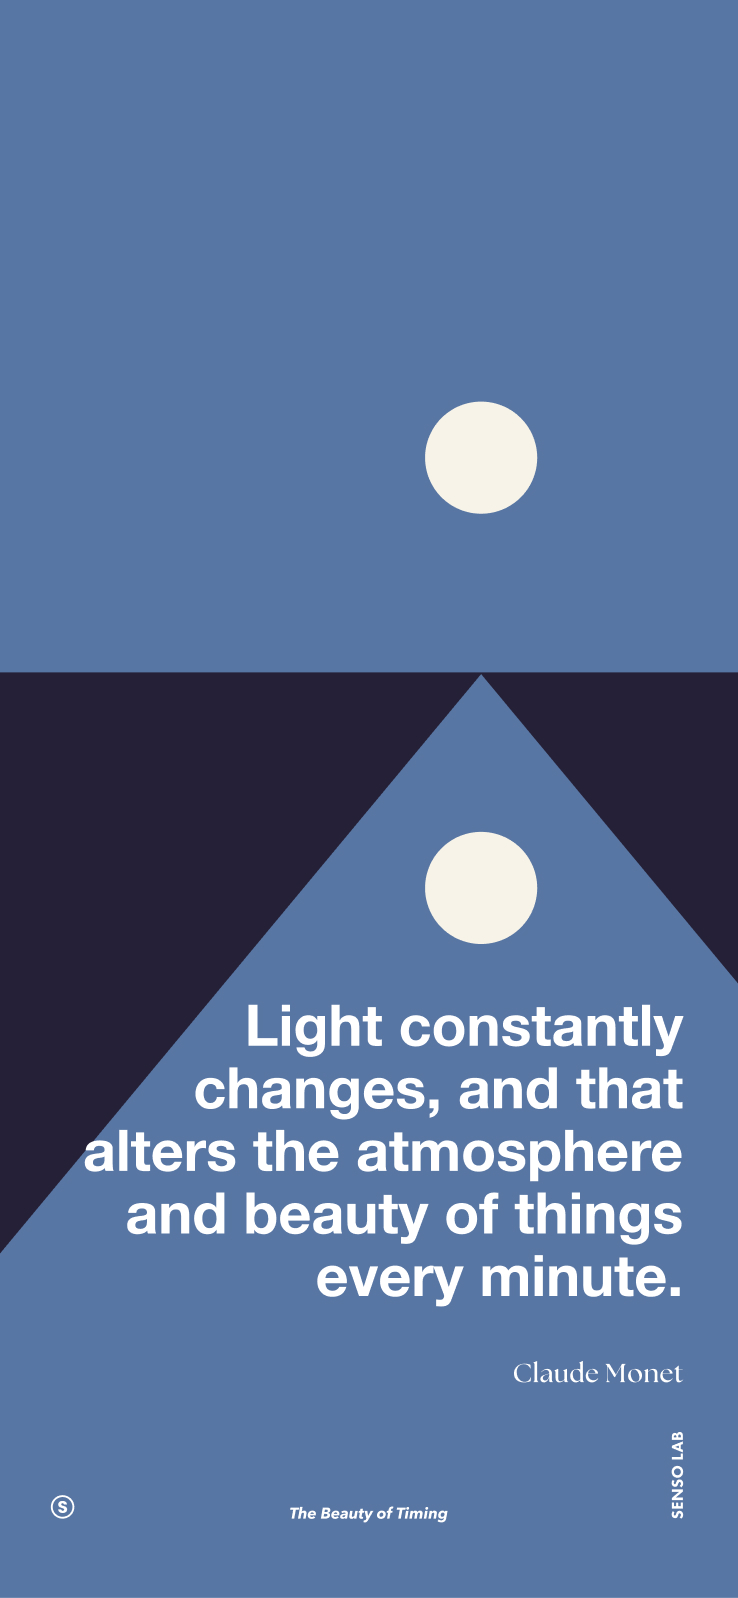 Light constantly
changes, and that
alters the atmosphere
and beauty of things
every minute.
Claude Monet
SENSO LAB
S
The Beauty of Timing